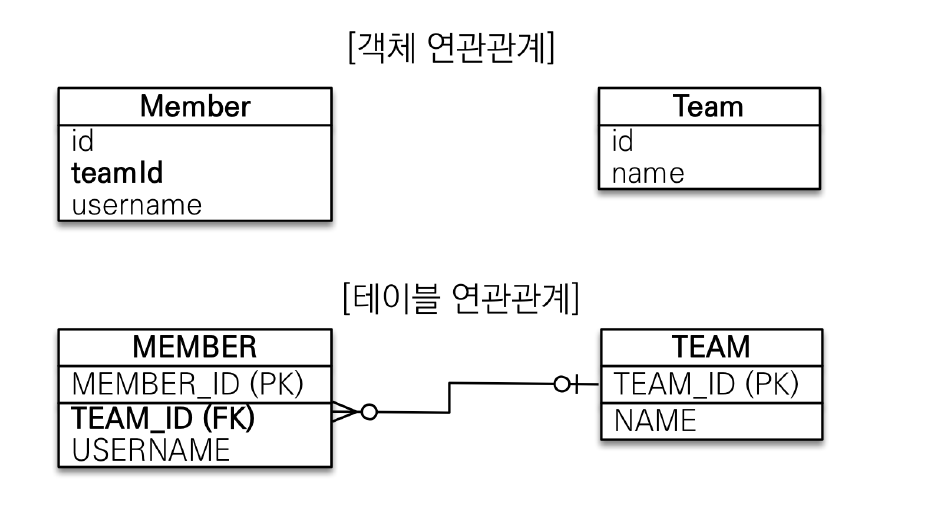 [객체 연관관계]
Member
id
teamId
username
Team
id
name
[테이블 연관관계]
MEMBER
MEMBER_ID (PK)
TEAM_ID (FK)
USERNAME
TEAM
TEAM_ID (PK)
NAME